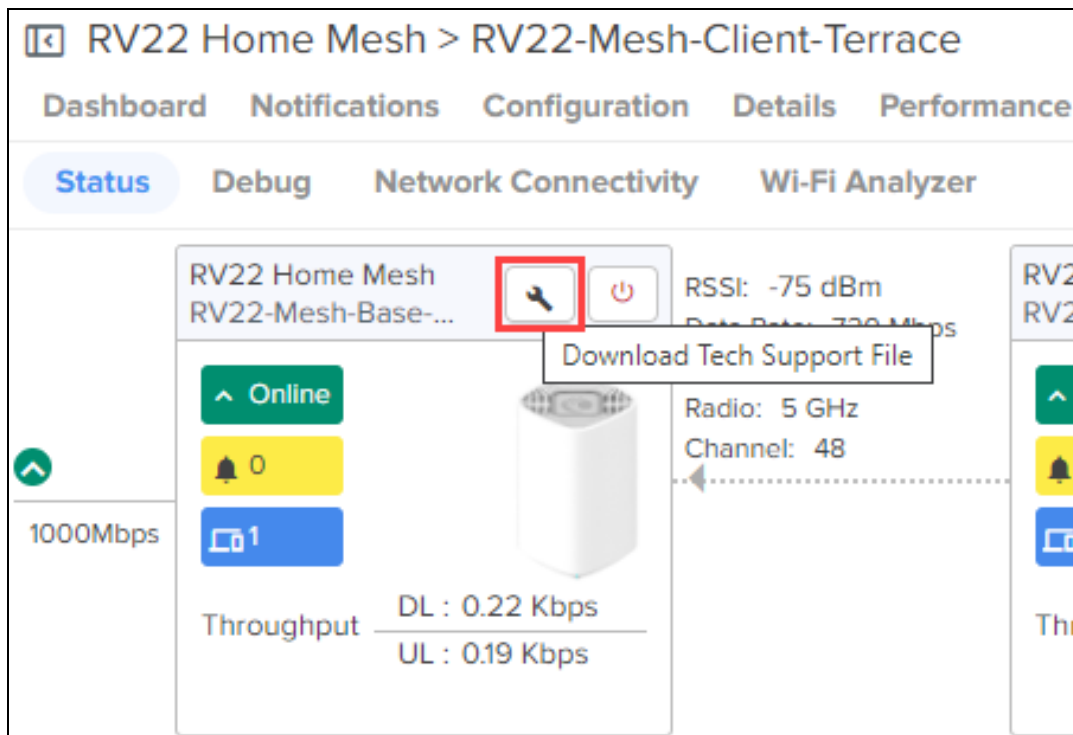 RV22 Home Mesh > RV22-Mesh-Client-Terrace
Dashboard Notifications Configuration Details Performance
Status Debug Network Connectivity Wi-Fi Analyzer
RV22 Home Mesh
RV22-Mesh-Base-...
RSSI: -75 dBm
Download Tech Support File
Radio: 5 GHz
Channel: 48
Online
0
1
1000Mbps
Throughput
DL : 0.22 Kbps
UL : 0.19 Kbps